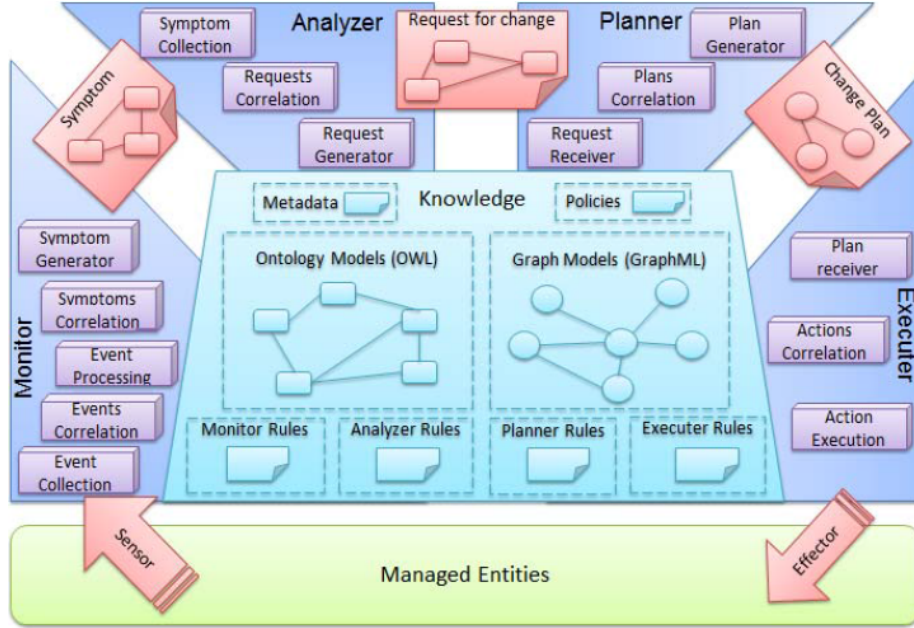 Analyzer
Symptom
Collection
Requests
Correlation
Request
Generator
Request for change
Planner
Plan
Generator
Plans
Correlation
Request
Receiver
Symptom
Change Plan
Monitor
Symptom
Generator
Symptoms
Correlation
Event
Processing
Events
Correlation
Event
Collection
Knowledge
Metadata
Policies
Ontology Models (OWL)
Graph Models (GraphML)
Monitor Rules
Analyzer Rules
Planner Rules
Executer Rules
Executer
Plan
receiver
Actions
Correlation
Action
Execution
Sensor
Effector
Managed Entities